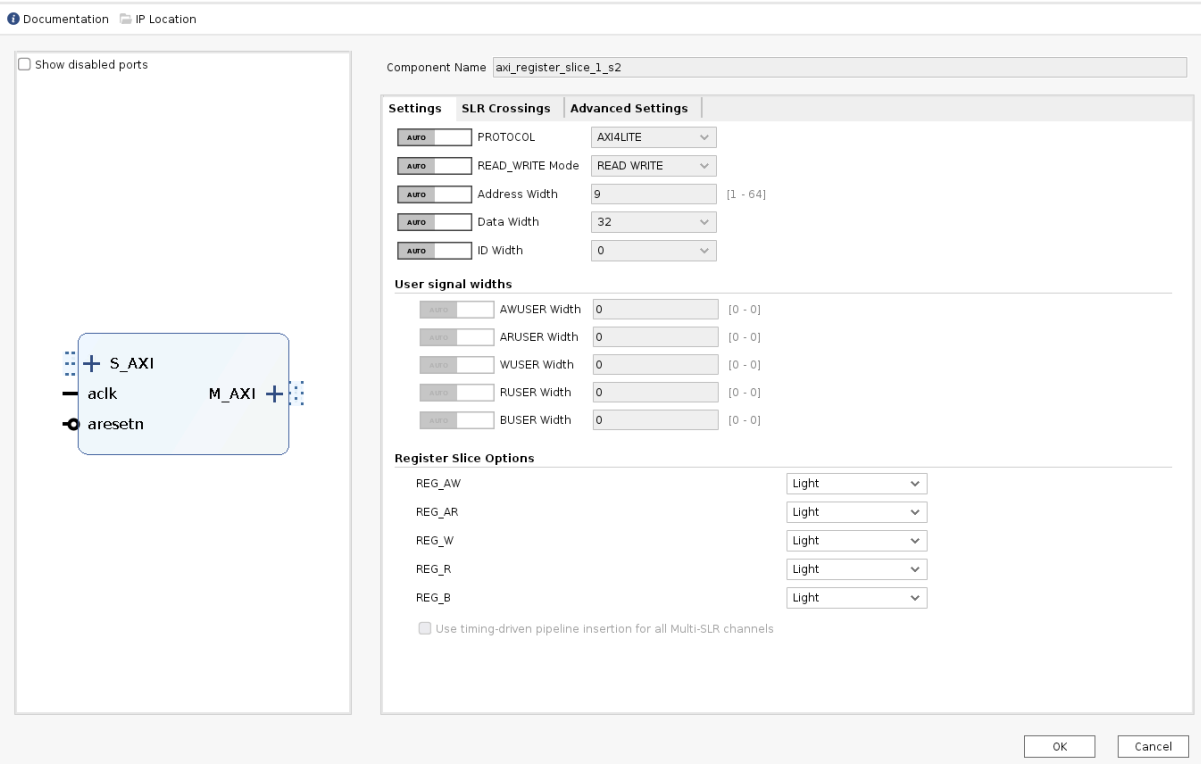 Documentation IP Location
Show disabled ports
S_AXI
aclk M_AXI
aresetn
Component Name axi_register_slice_1_s2
Settings SLR Crossings Advanced Settings
AUTO PROTOCOL AXI4LITE
AUTO READ_WRITE Mode READ WRITE
AUTO Address Width 9 [1 - 64]
AUTO Data Width 32
AUTO ID Width 0
User signal widths
AUTO AWUSER Width 0 [0 - 0]
AUTO ARUSER Width 0 [0 - 0]
AUTO WUSER Width 0 [0 - 0]
AUTO RUSER Width 0 [0 - 0]
AUTO BUSER Width 0 [0 - 0]
Register Slice Options
REG_AW Light
REG_AR Light
REG_W Light
REG_R Light
REG_B Light
Use timing-driven pipeline insertion for all Multi-SLR channels
OK Cancel